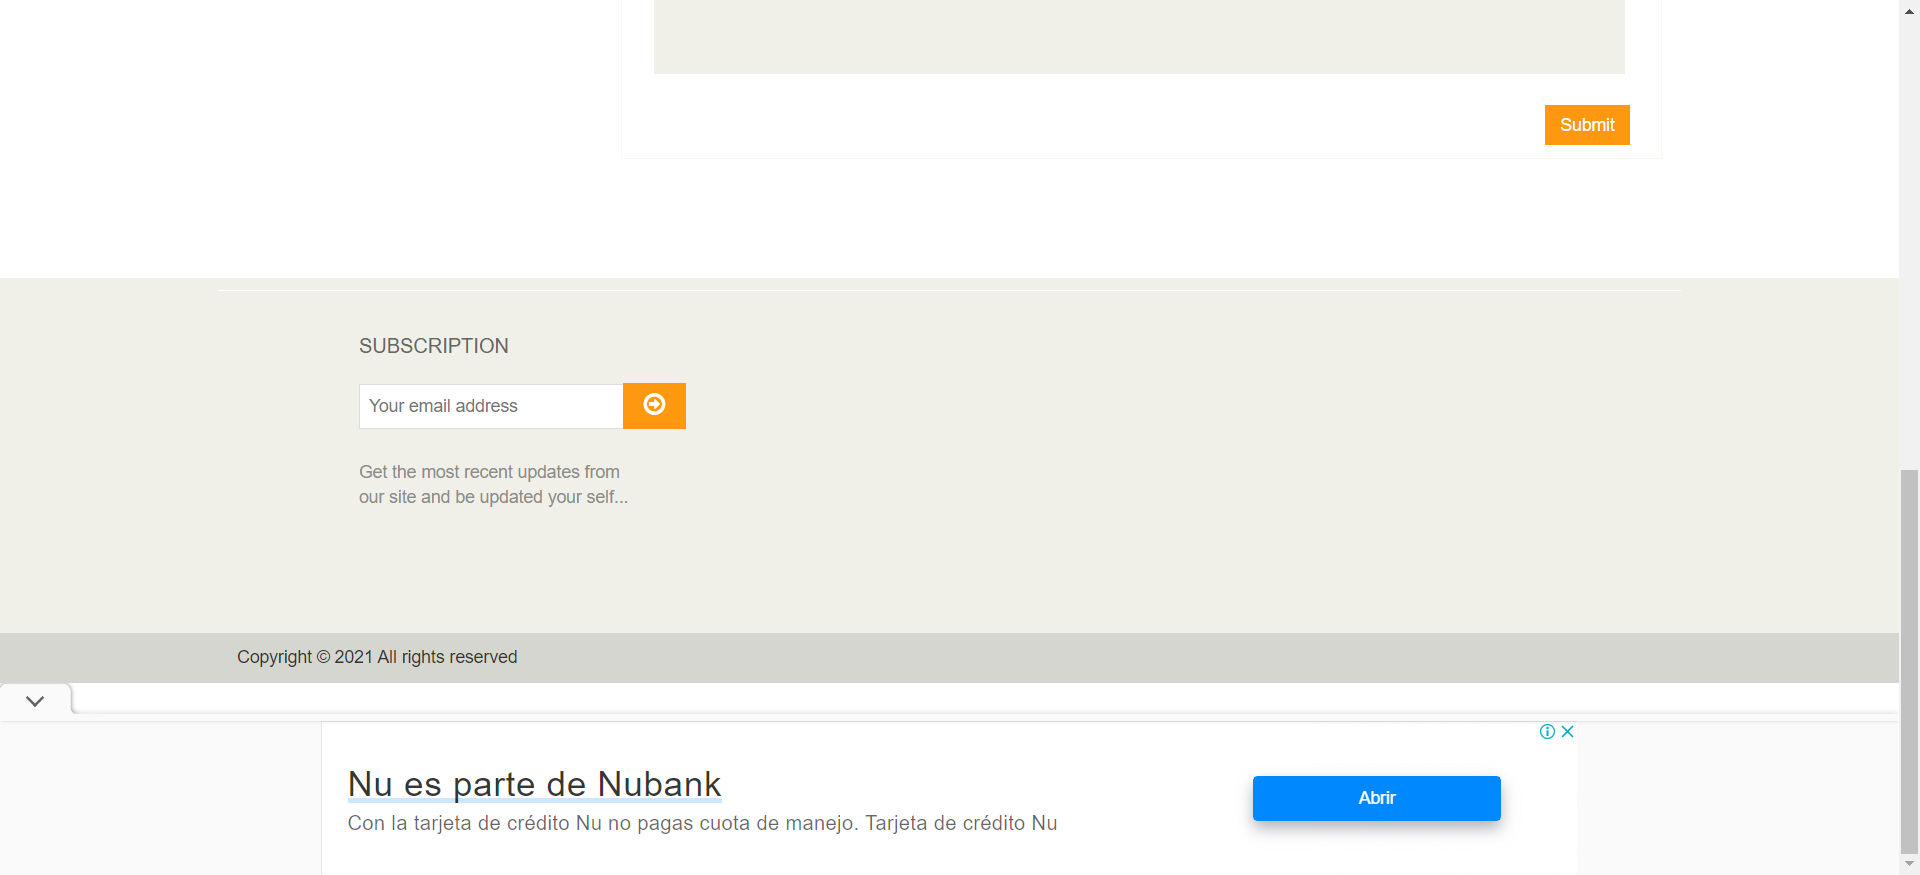 Submit
SUBSCRIPTION
Your email address
Get the most recent updates from
our site and be updated your self...
Copyright © 2021 All rights reserved
Nu es parte de Nubank
Con la tarjeta de crédito Nu no pagas cuota de manejo. Tarjeta de crédito Nu
Abrir